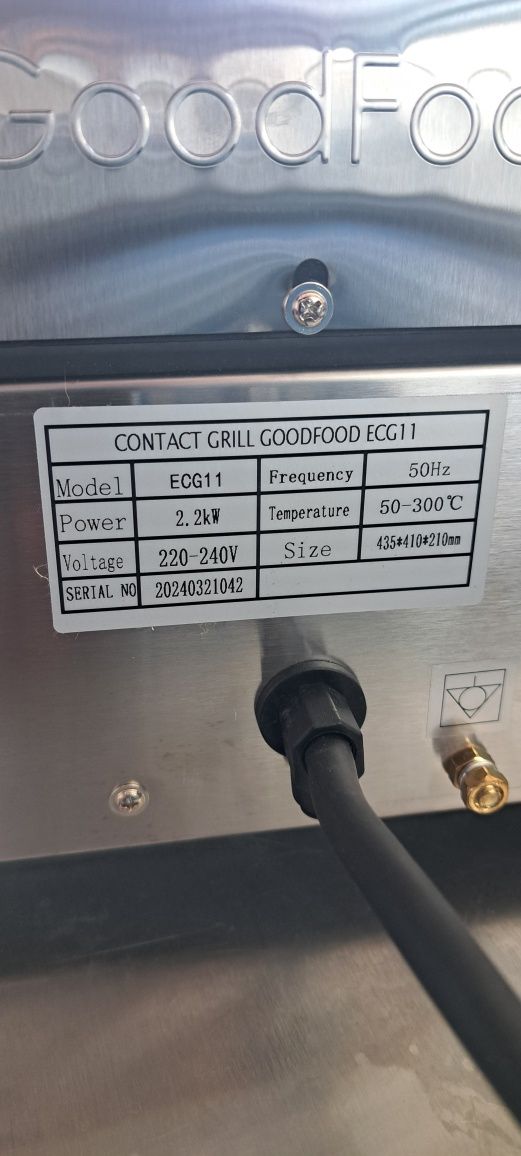 GoodFoo
CONTACT GRILL GOODFOOD ECG11
Model ECG11 Frequency 50Hz
Power 2.2kW Temperature 50-300℃
Voltage 220-240V Size 435*410*210mm
SERIAL NO 20240321042